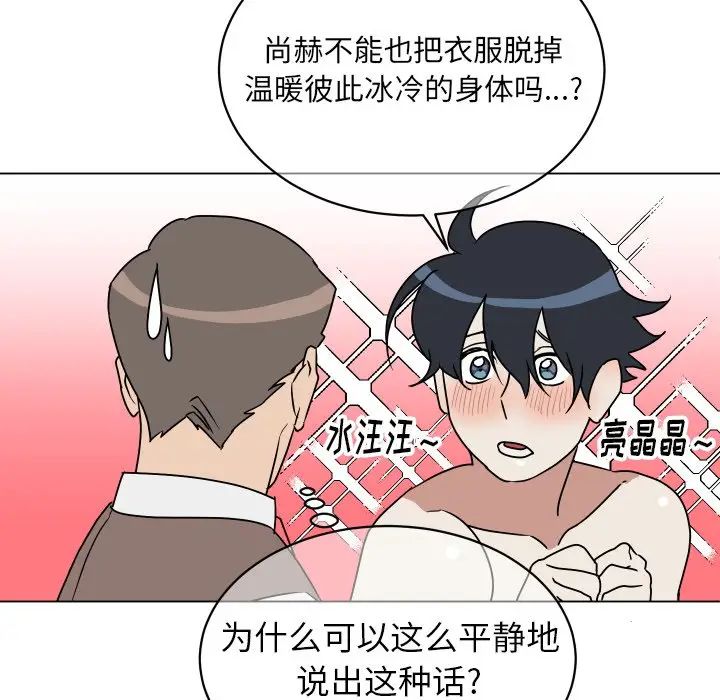 尚赫不能也把衣服脱掉
温暖彼此冰冷的身体吗...?
水汪汪~
亮晶晶~
为什么可以这么平静地
说出这种话?